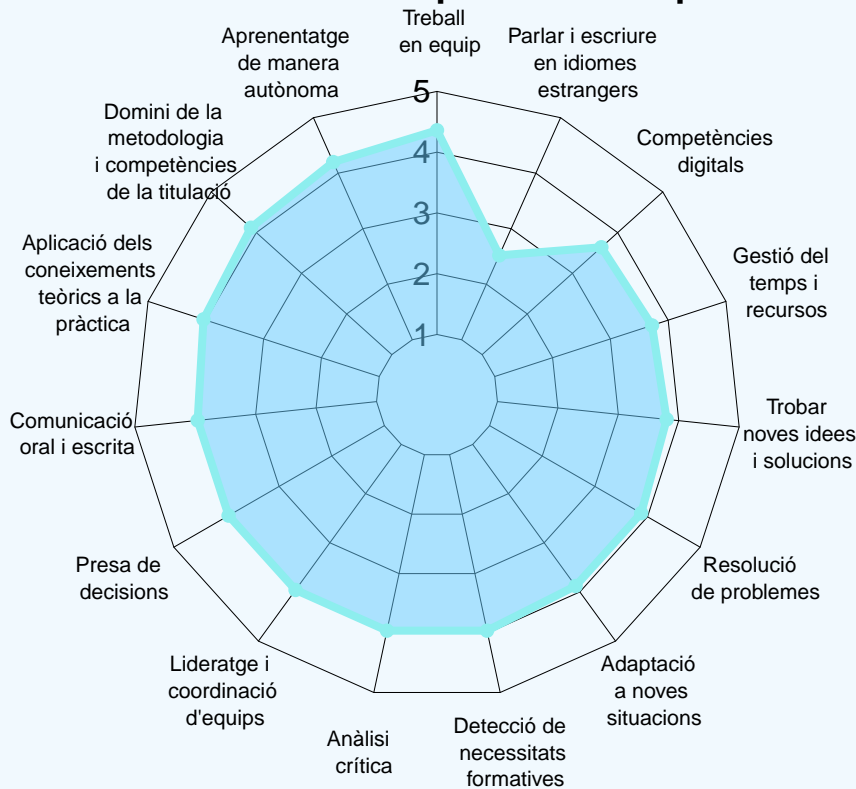 Treball
en equip
Parlar i escriure
en idiomes
estrangers
Competències
digitals
Gestió del
temps i
recursos
Trobar
noves idees
i solucions
Resolució
de problemes
Adaptació
a noves
situacions
Detecció de
necessitats
formatives
Anàlisi
crítica
Lideratge i
coordinació
d'equips
Presa de
decisions
Comunicació
oral i escrita
Aplicació dels
coneixements
teòrics a la
pràctica
Domini de la
metodologia
i competències
de la titulació
Aprenentatge
de manera
autònoma
5
4
3
2
1